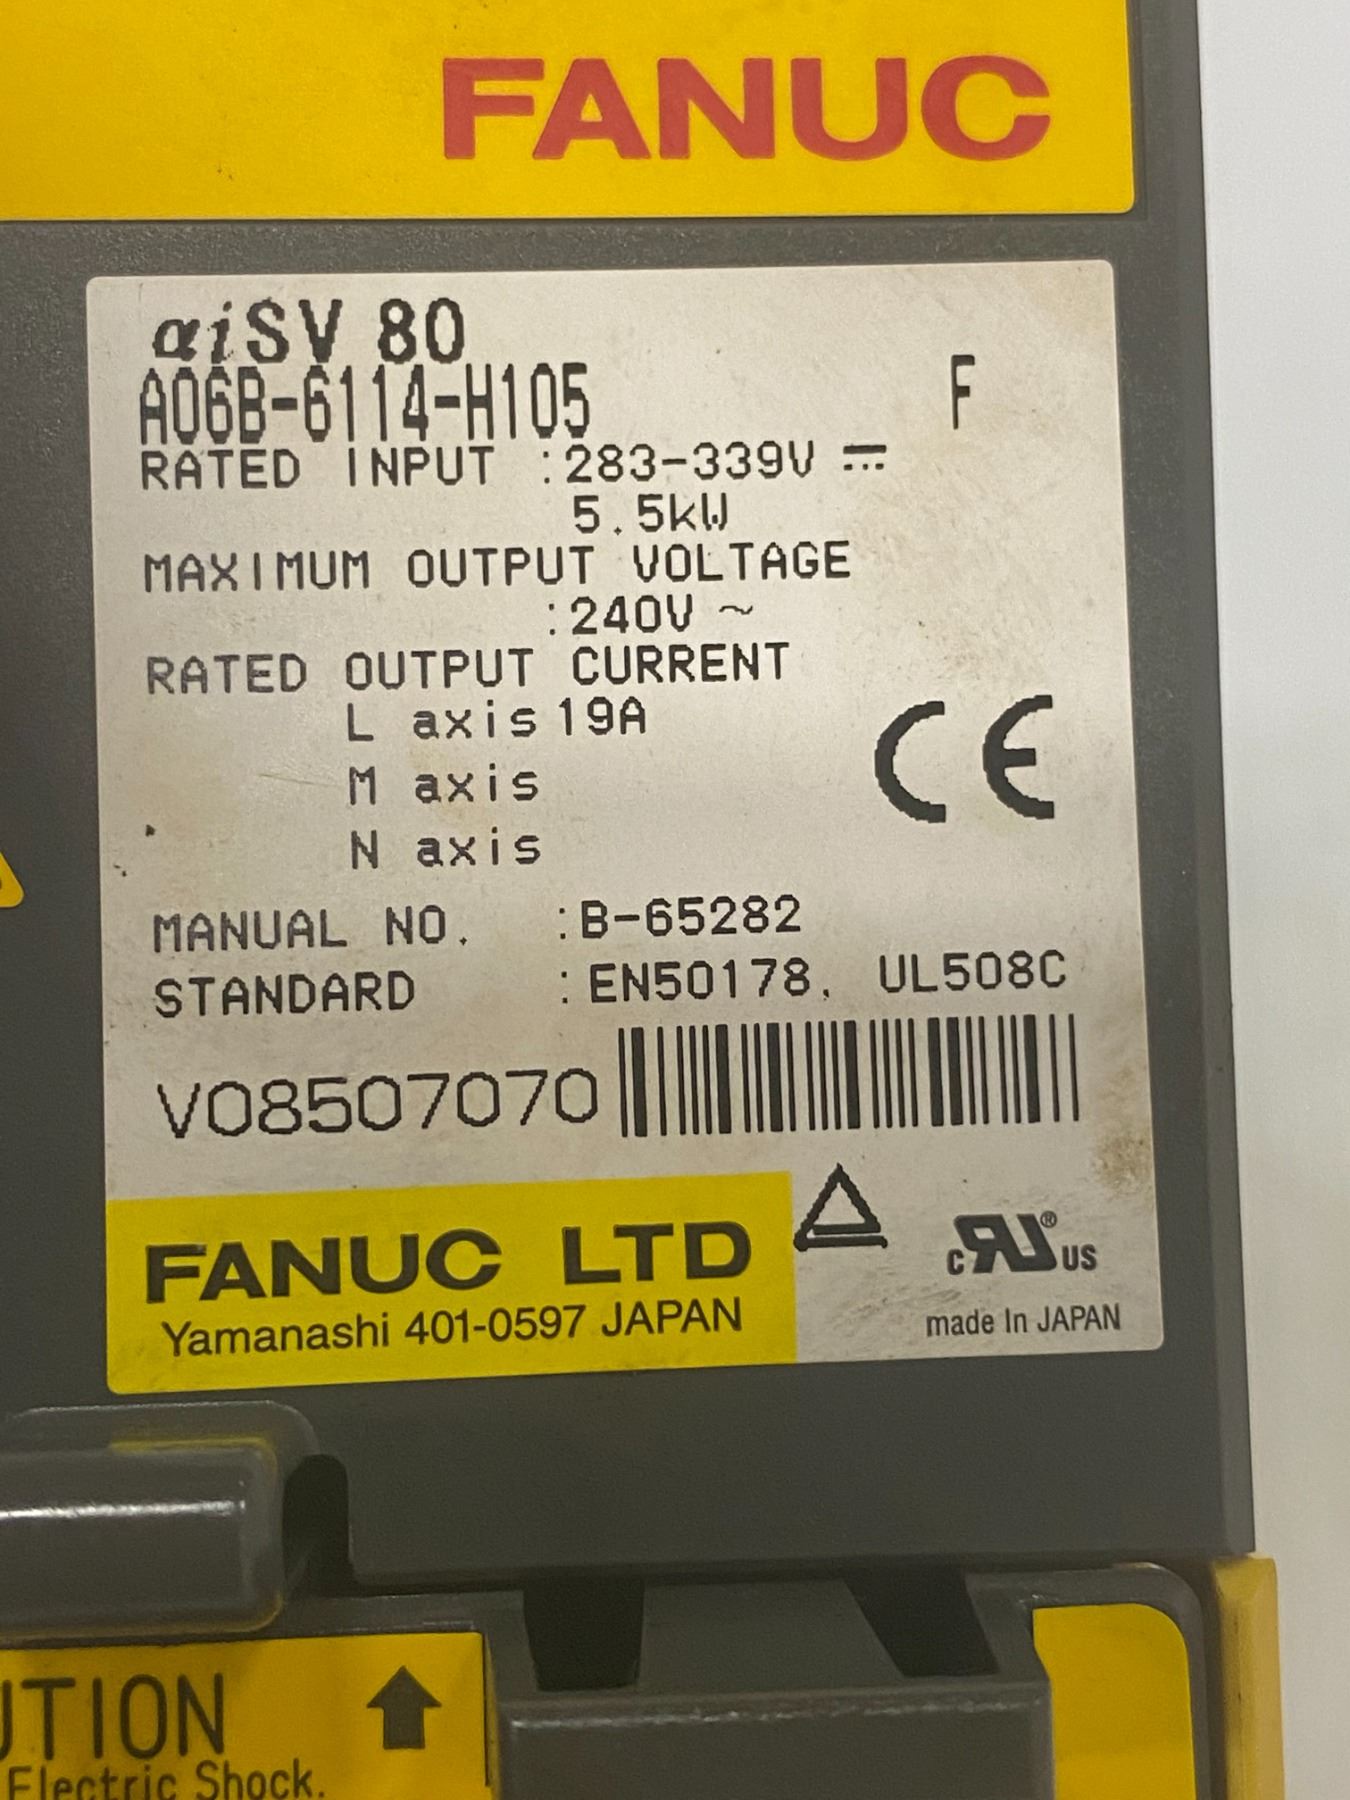 FANUC
αiSV 80
A06B-6114-H105 F
RATED INPUT :283-339V ⎓
5.5kW
MAXIMUM OUTPUT VOLTAGE
:240V ~
RATED OUTPUT CURRENT
L axis 19A
M axis
N axis
CE
MANUAL NO. :B-65282
STANDARD :EN50178, UL508C
V08507070
FANUC LTD
Yamanashi 401-0597 JAPAN
c RU ® US
made In JAPAN
UTION
Electric Shock.